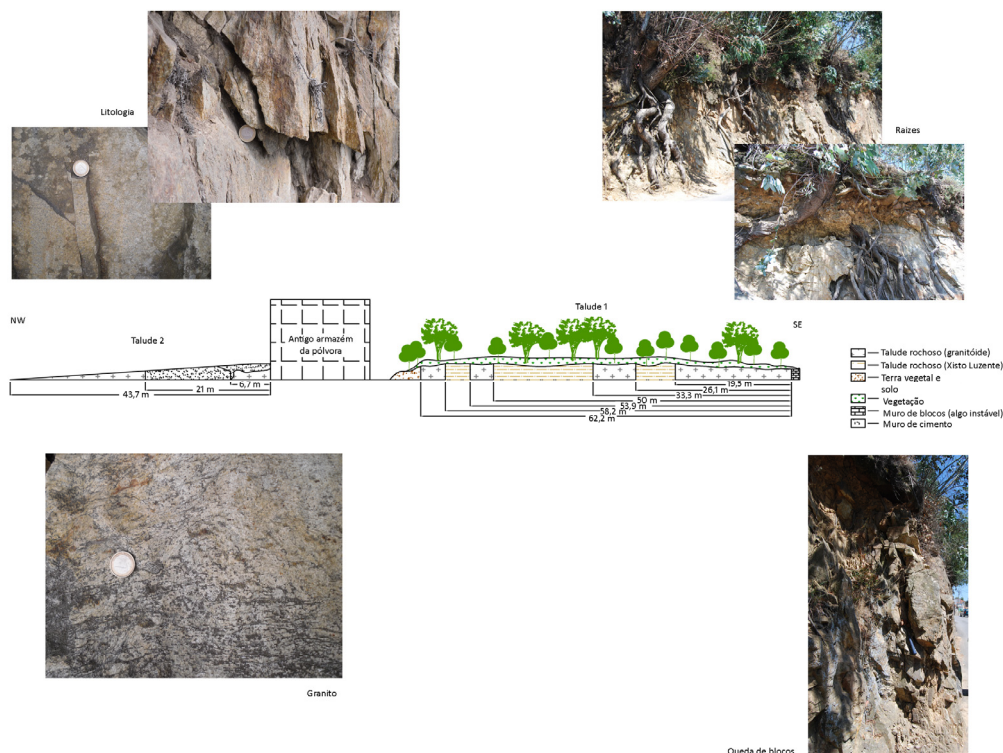 Litologia
Raizes
NW
Talude 2
Antigo armazém
da pólvora
Talude 1
SE
6,7 m
21 m
43,7 m
19,5 m
26,1 m
33,3 m
50 m
53,9 m
58,2 m
62,2 m
Talude rochoso (granitóide)
Talude rochoso (Xisto Luzente)
Terra vegetal e
solo
Vegetação
Muro de blocos (algo instável)
Muro de cimento
Granito
Queda de blocos